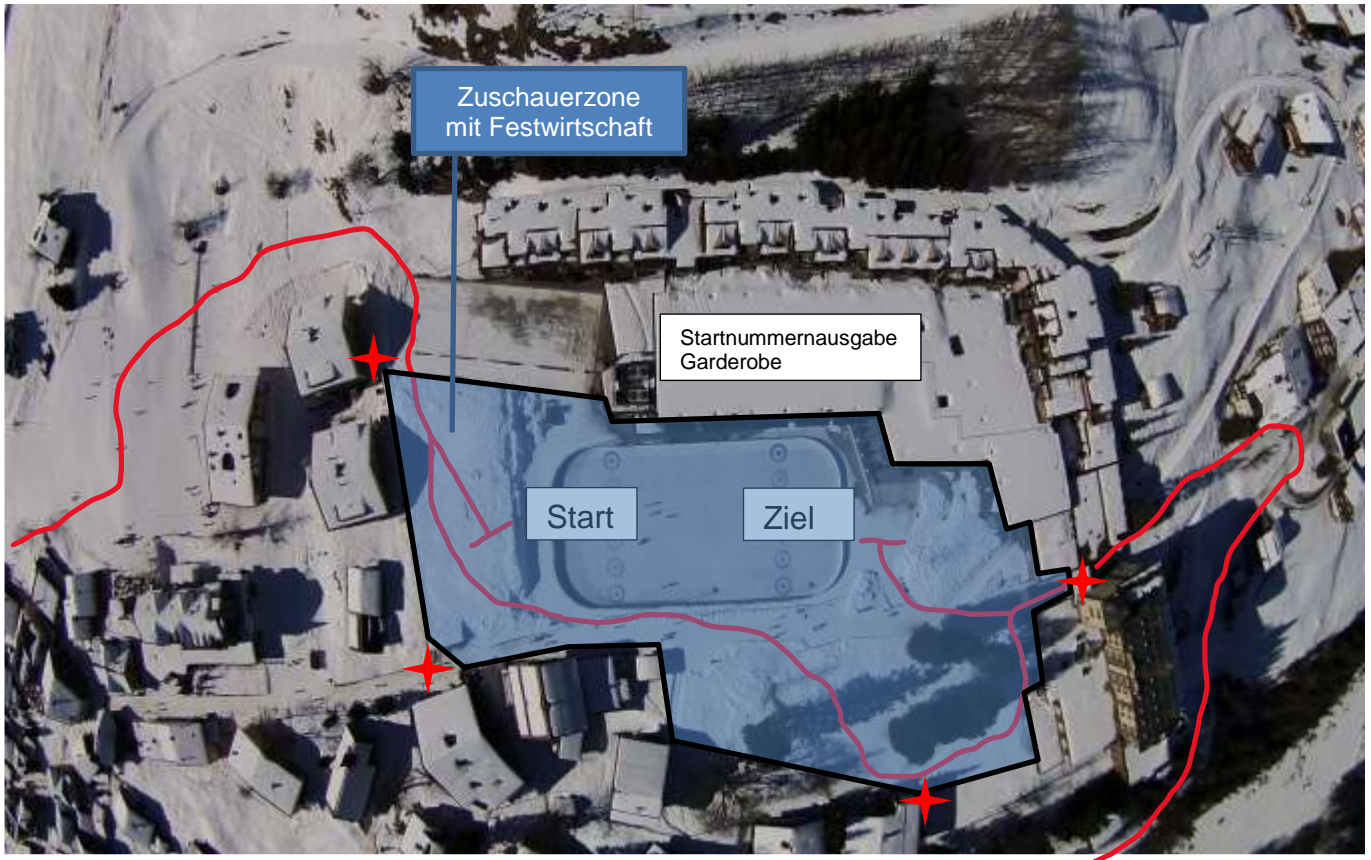 Zuschauerzone
mit Festwirtschaft
Startnummernausgabe
Garderobe
Start
Ziel